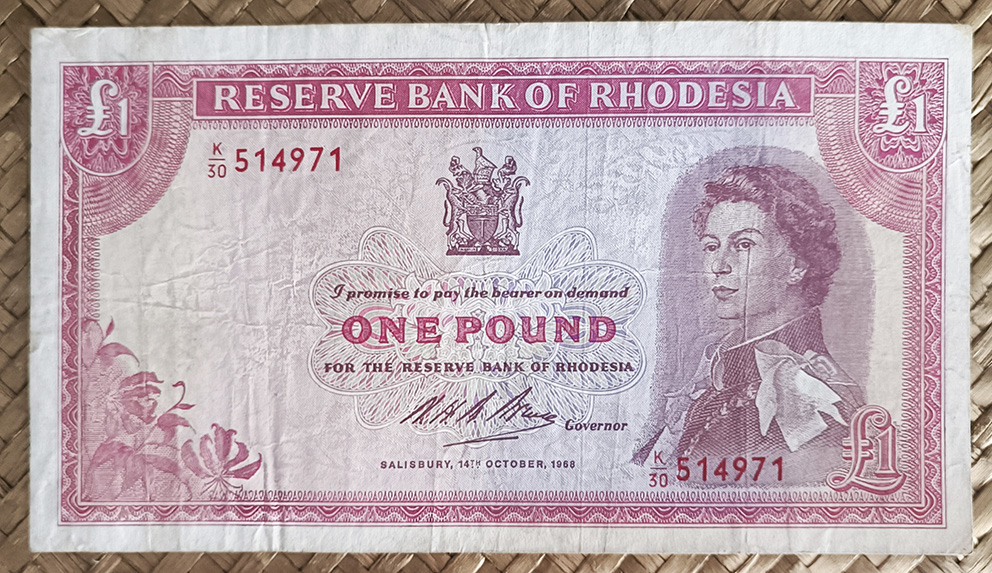 £1
RESERVE BANK OF RHODESIA
£1
K/30 514971
I promise to pay the bearer on demand
ONE POUND
FOR THE RESERVE BANK OF RHODESIA
Governor
SALISBURY, 14TH OCTOBER, 1968
K/30 514971
£1